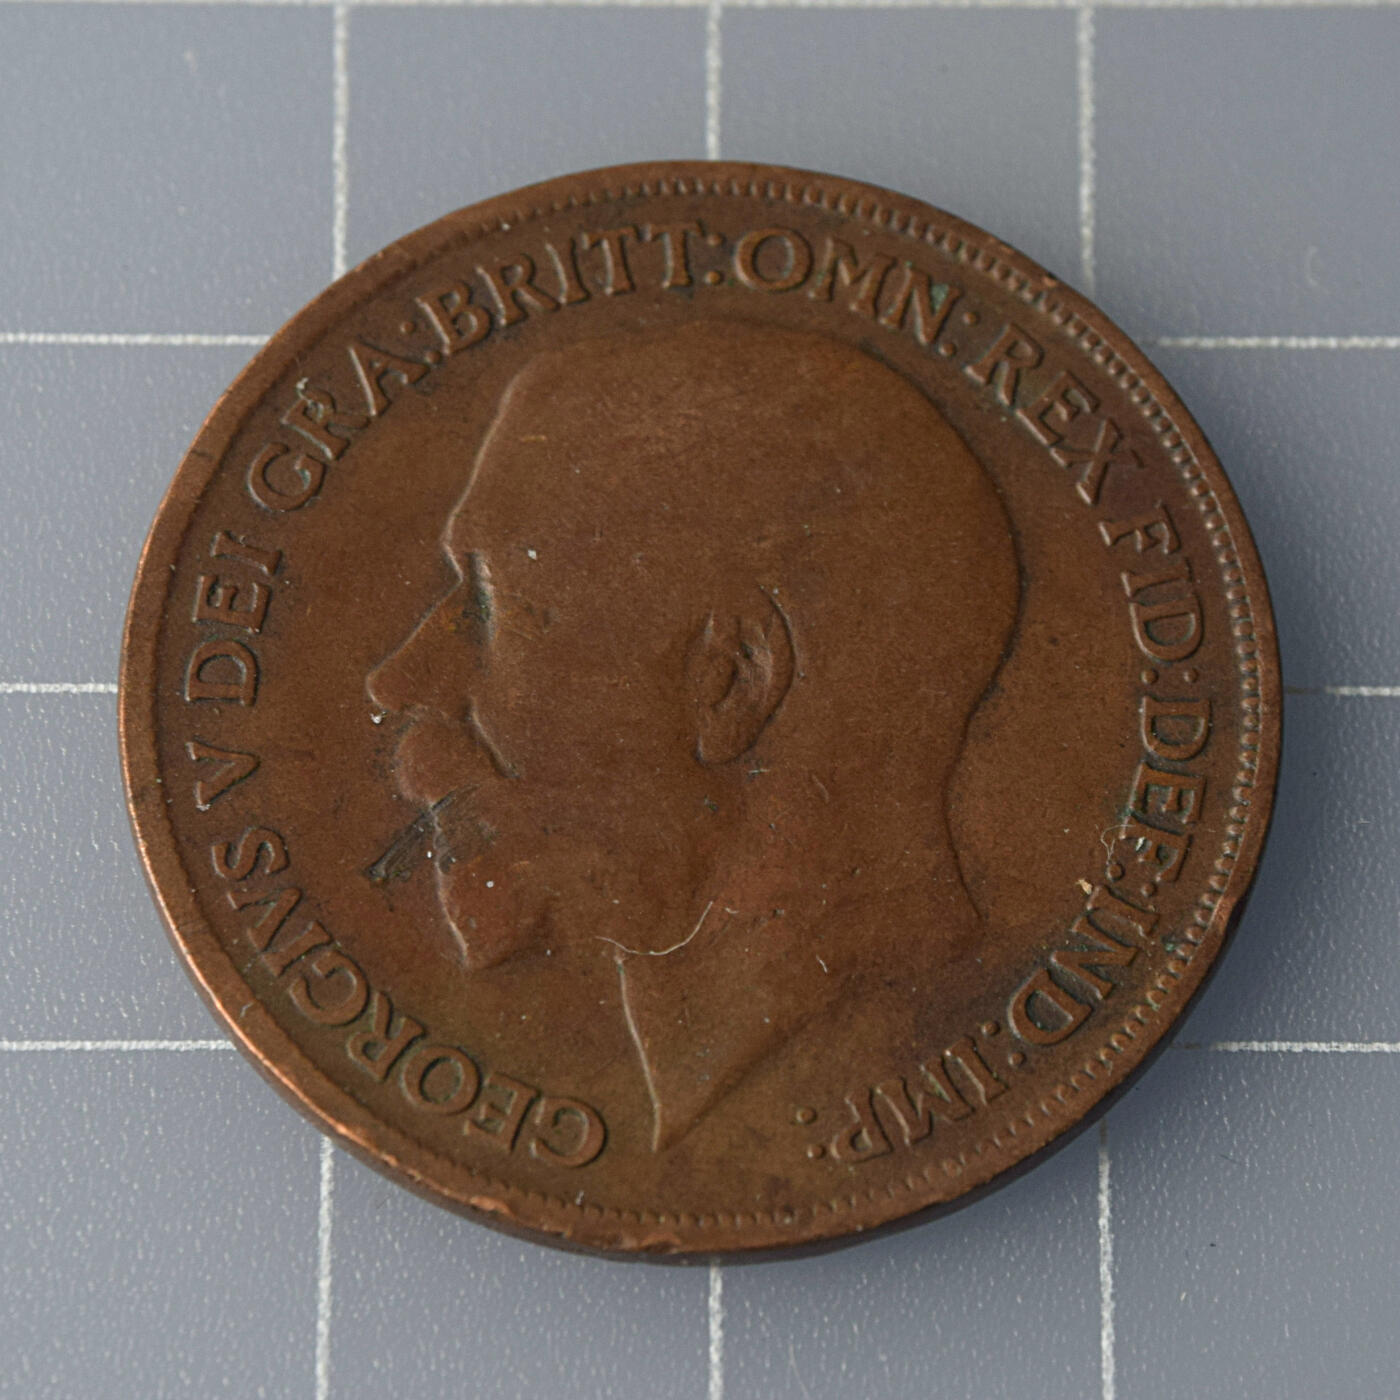 GEORGIVS V DEI GRA:BRITT:OMN:REX FID:DEF:IND:IMP: